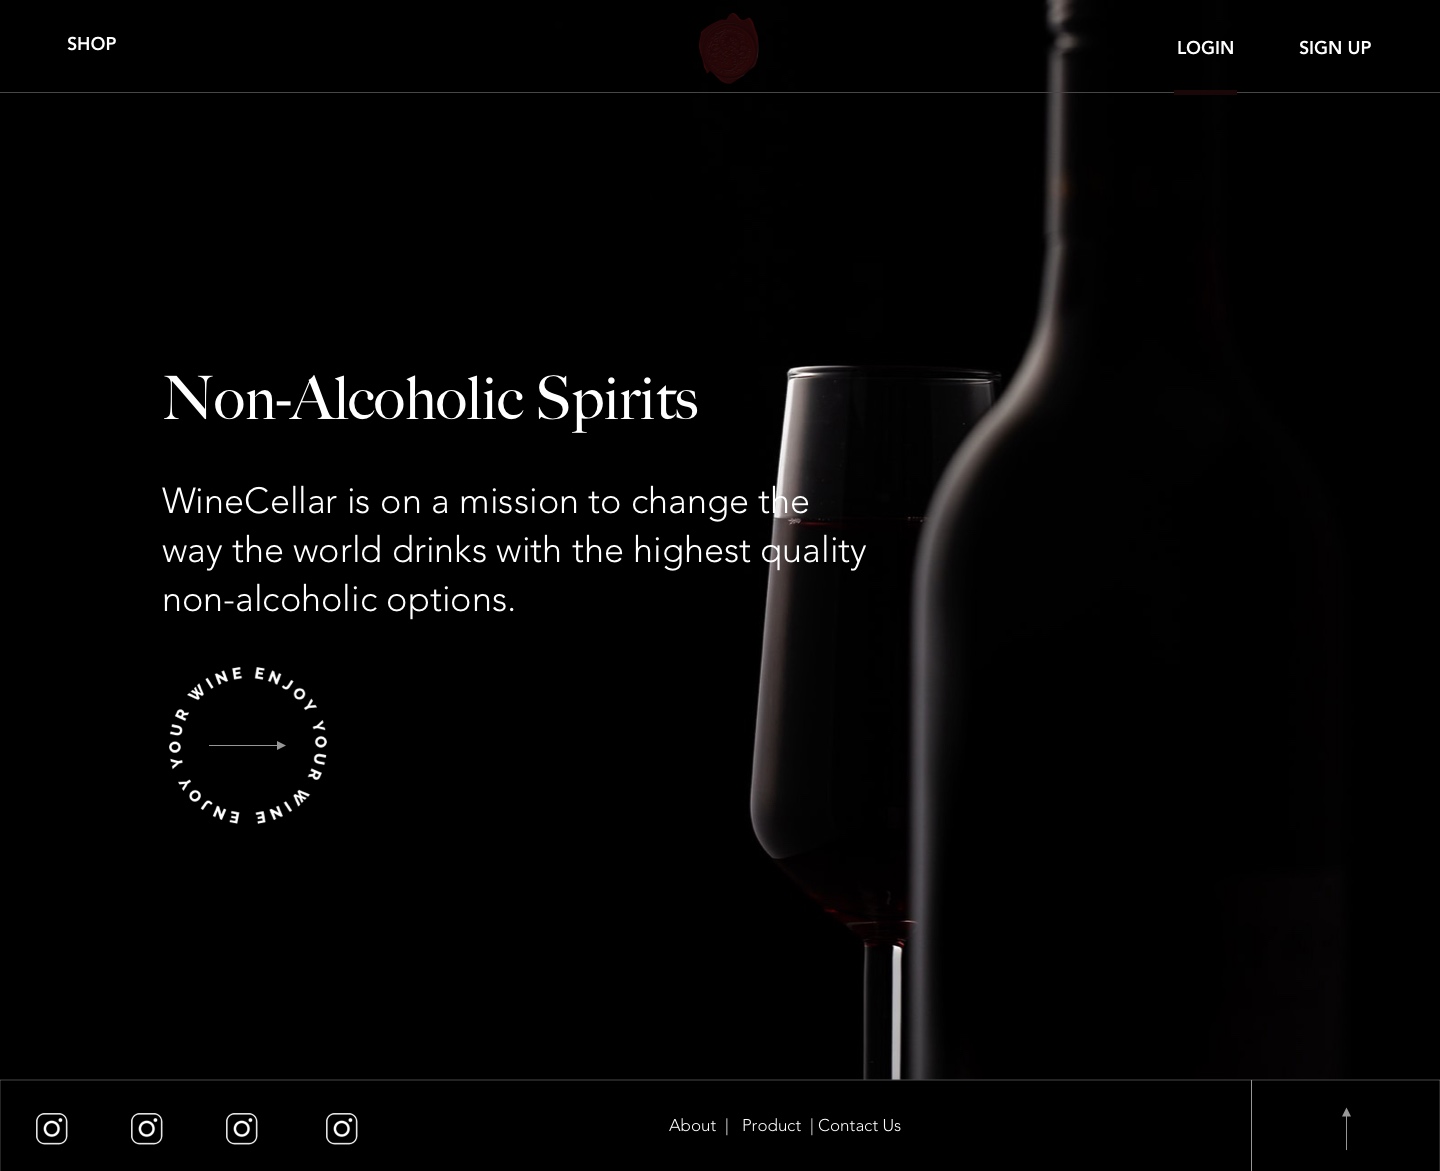 SHOP
LOGIN
SIGN UP
Non-Alcoholic Spirits
WineCellar is on a mission to change the
way the world drinks with the highest quality
non-alcoholic options.
ENJOY YOUR WINE ENJOY YOUR WINE
About | Product | Contact Us